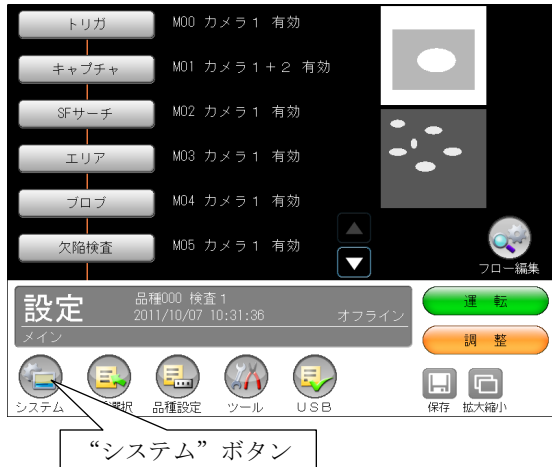 トリガ M00 カメラ1 有効
キャプチャ M01 カメラ1+2 有効
SFサーチ M02 カメラ1 有効
エリア M03 カメラ1 有効
ブロブ M04 カメラ1 有効
欠陥検査 M05 カメラ1 有効
フロー編集
設定 品種000 検査1
2011/10/07 10:31:36 オフライン
メイン
運 転
調 整
システム 選択 品種設定 ツール USB 保存 拡大縮小
“システム”ボタン